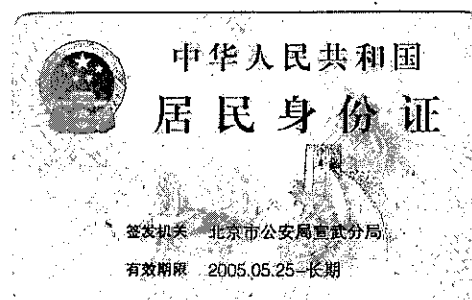 中华人民共和国
居民身份证
签发机关 北京市公安局宣武分局
有效期限 2005.05.25-长期